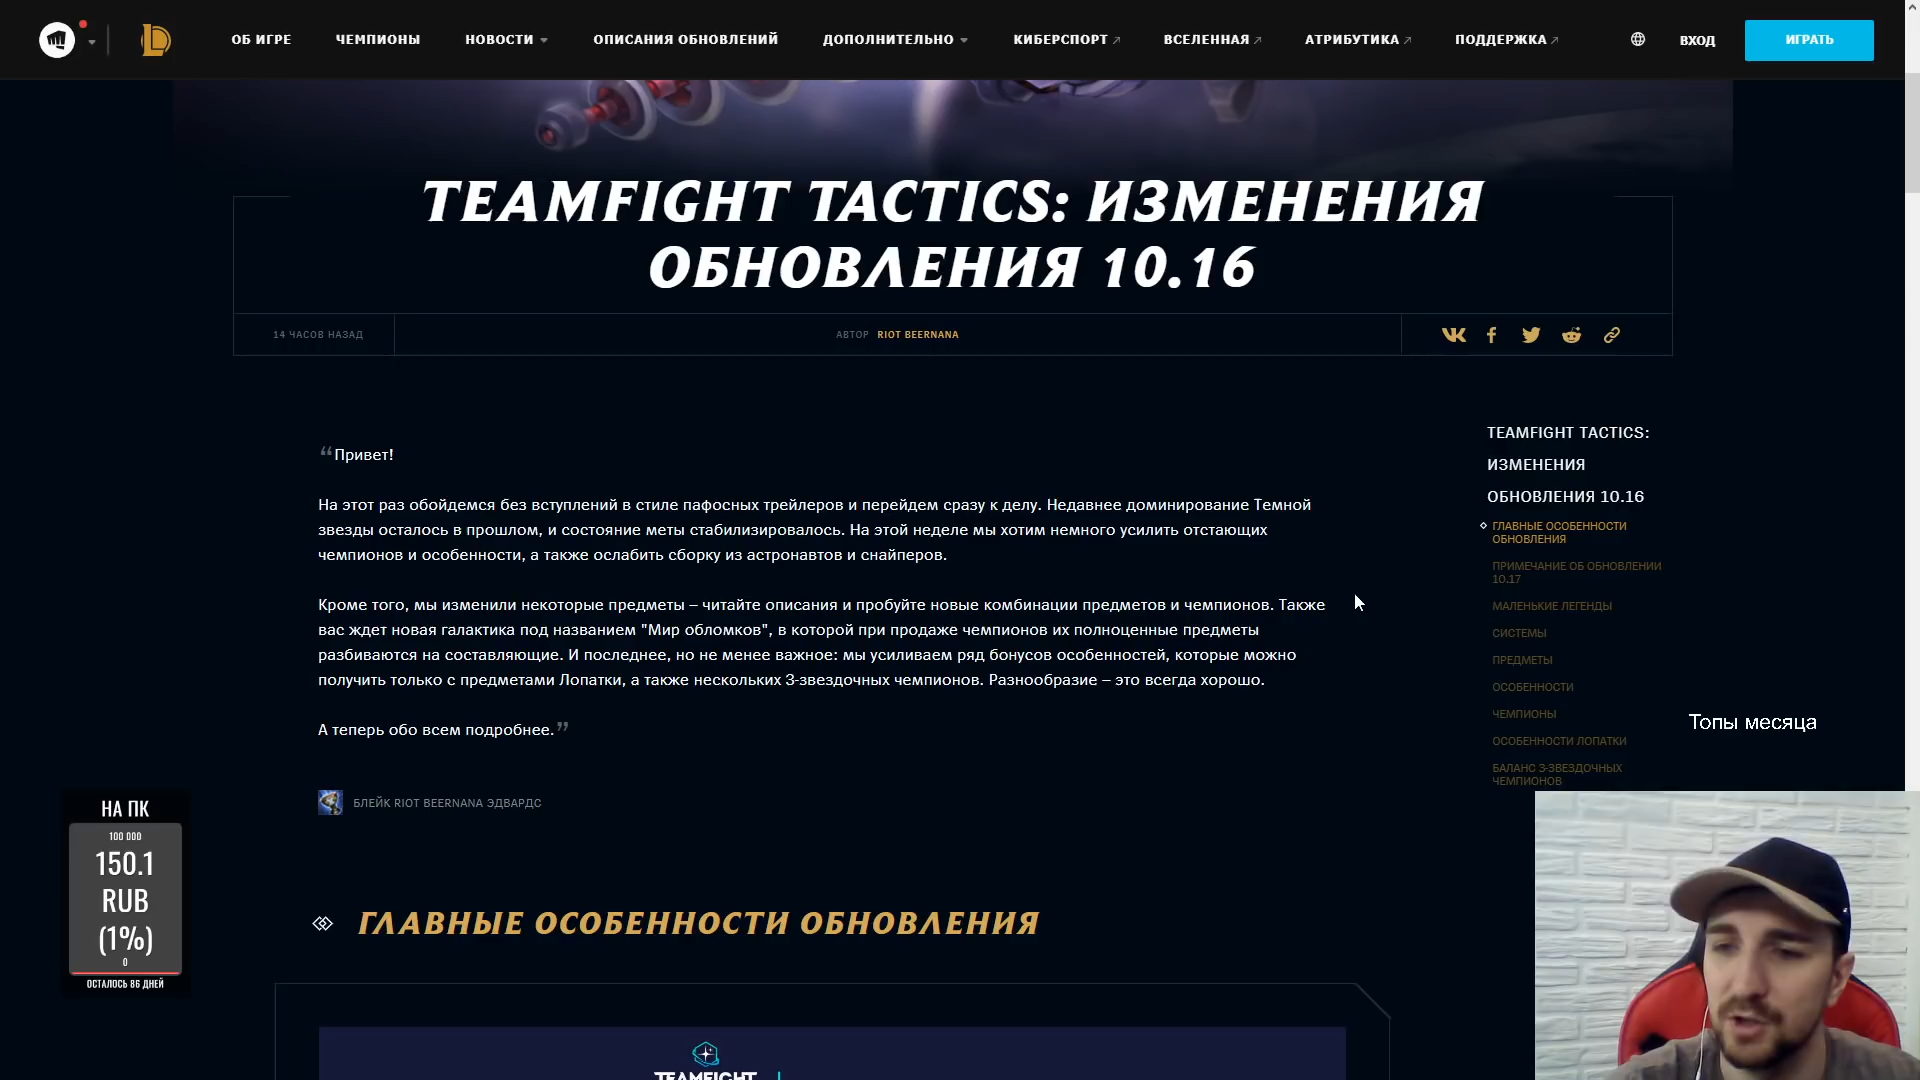 ОБ ИГРЕ
ЧЕМПИОНЫ
НОВОСТИ
ОПИСАНИЯ ОБНОВЛЕНИЙ
ДОПОЛНИТЕЛЬНО
КИБЕРСПОРТ
ВСЕЛЕННАЯ
АТРИБУТИКА
ПОДДЕРЖКА
ВХОД
ИГРАТЬ
TEAMFIGHT TACTICS: ИЗМЕНЕНИЯ
ОБНОВЛЕНИЯ 10.16
14 ЧАСОВ НАЗАД
АВТОР RIOT BEERNANA
“Привет!
На этот раз обойдемся без вступлений в стиле пафосных трейлеров и перейдем сразу к делу. Недавнее доминирование Темной
звезды осталось в прошлом, и состояние меты стабилизировалось. На этой неделе мы хотим немного усилить отстающих
чемпионов и особенности, а также ослабить сборку из астронавтов и снайперов.
Кроме того, мы изменили некоторые предметы – читайте описания и пробуйте новые комбинации предметов и чемпионов. Также
вас ждет новая галактика под названием "Мир обломков", в которой при продаже чемпионов их полноценные предметы
разбиваются на составляющие. И последнее, но не менее важное: мы усиливаем ряд бонусов особенностей, которые можно
получить только с предметами Лопатки, а также нескольких 3-звездочных чемпионов. Разнообразие – это всегда хорошо.
А теперь обо всем подробнее.”
БЛЕЙК RIOT BEERNANA ЭДВАРДС
ГЛАВНЫЕ ОСОБЕННОСТИ ОБНОВЛЕНИЯ
TEAMFIGHT
TEAMFIGHT TACTICS:
ИЗМЕНЕНИЯ
ОБНОВЛЕНИЯ 10.16
ГЛАВНЫЕ ОСОБЕННОСТИ
ОБНОВЛЕНИЯ
ПРИМЕЧАНИЕ ОБ ОБНОВЛЕНИИ
10.17
МАЛЕНЬКИЕ ЛЕГЕНДЫ
СИСТЕМЫ
ПРЕДМЕТЫ
ОСОБЕННОСТИ
ЧЕМПИОНЫ
ОСОБЕННОСТИ ЛОПАТКИ
БАЛАНС 3-ЗВЕЗДОЧНЫХ
ЧЕМПИОНОВ
Топы месяца
НА ПК
100 000
150.1
RUB
(1%)
0
ОСТАЛОСЬ 86 ДНЕЙ